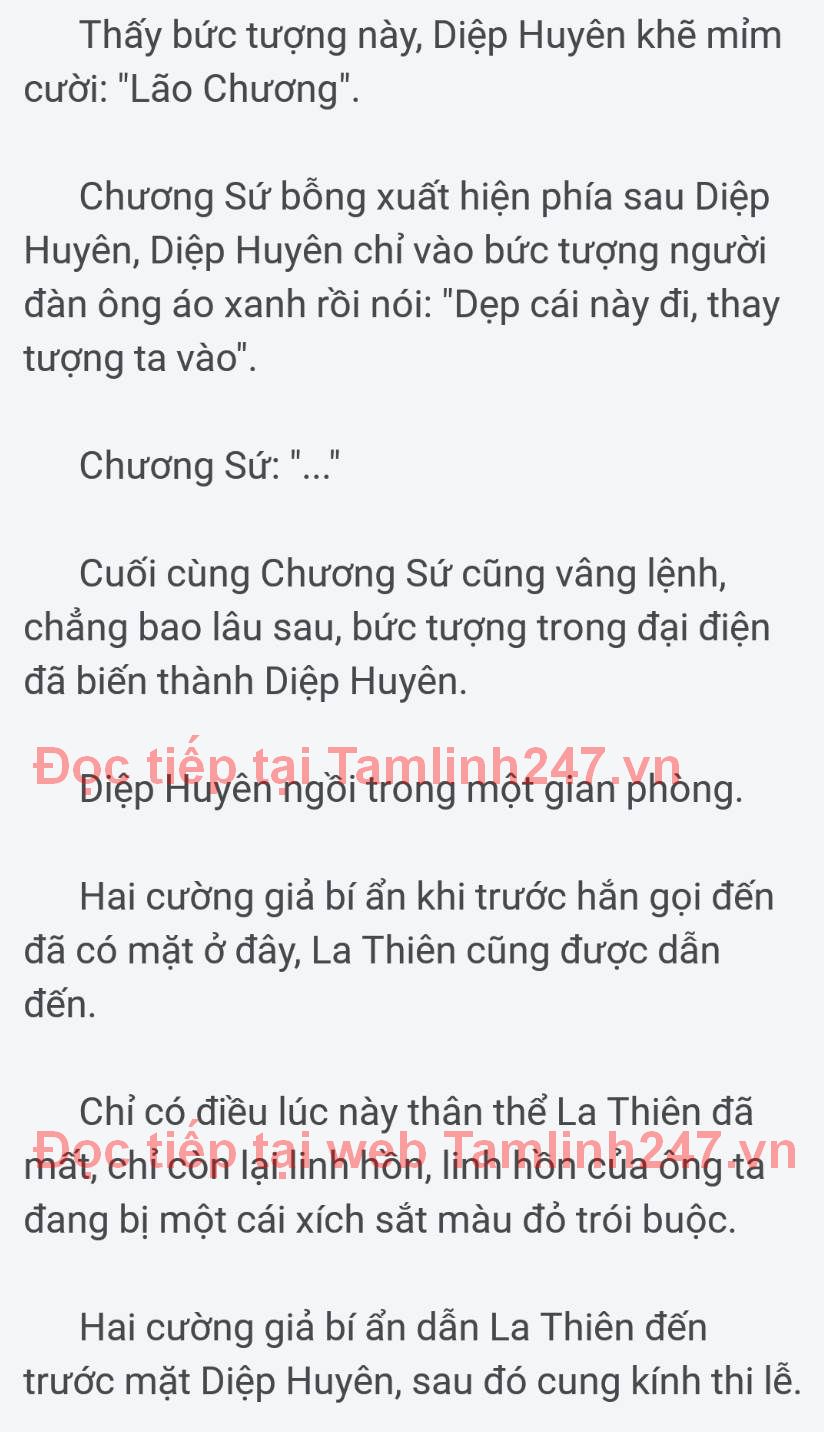 Thấy bức tượng này, Diệp Huyên khẽ mỉm
cười: "Lão Chương".
Chương Sứ bỗng xuất hiện phía sau Diệp
Huyên, Diệp Huyên chỉ vào bức tượng người
đàn ông áo xanh rồi nói: "Dẹp cái này đi, thay
tượng ta vào".
Chương Sứ: "..."
Cuối cùng Chương Sứ cũng vâng lệnh,
chẳng bao lâu sau, bức tượng trong đại điện
đã biến thành Diệp Huyên.
Đọc tiếp tại Tamlinh247.vn
Diệp Huyên ngồi trong một gian phòng.
Hai cường giả bí ẩn khi trước hắn gọi đến
đã có mặt ở đây, La Thiên cũng được dẫn
đến.
Chỉ có điều lúc này thân thể La Thiên đã
Đọc tiếp tại web Tamlinh247.vn
mất, chỉ còn lại linh hồn, linh hồn của ông ta
đang bị một cái xích sắt màu đỏ trói buộc.
Hai cường giả bí ẩn dẫn La Thiên đến
trước mặt Diệp Huyên, sau đó cung kính thi lễ.